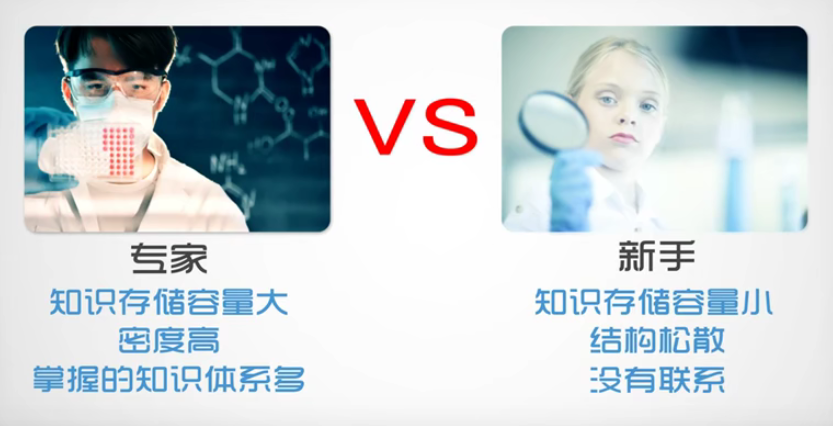 VS
专家
知识存储容量大
密度高
掌握的知识体系多
新手
知识存储容量小
结构松散
没有联系